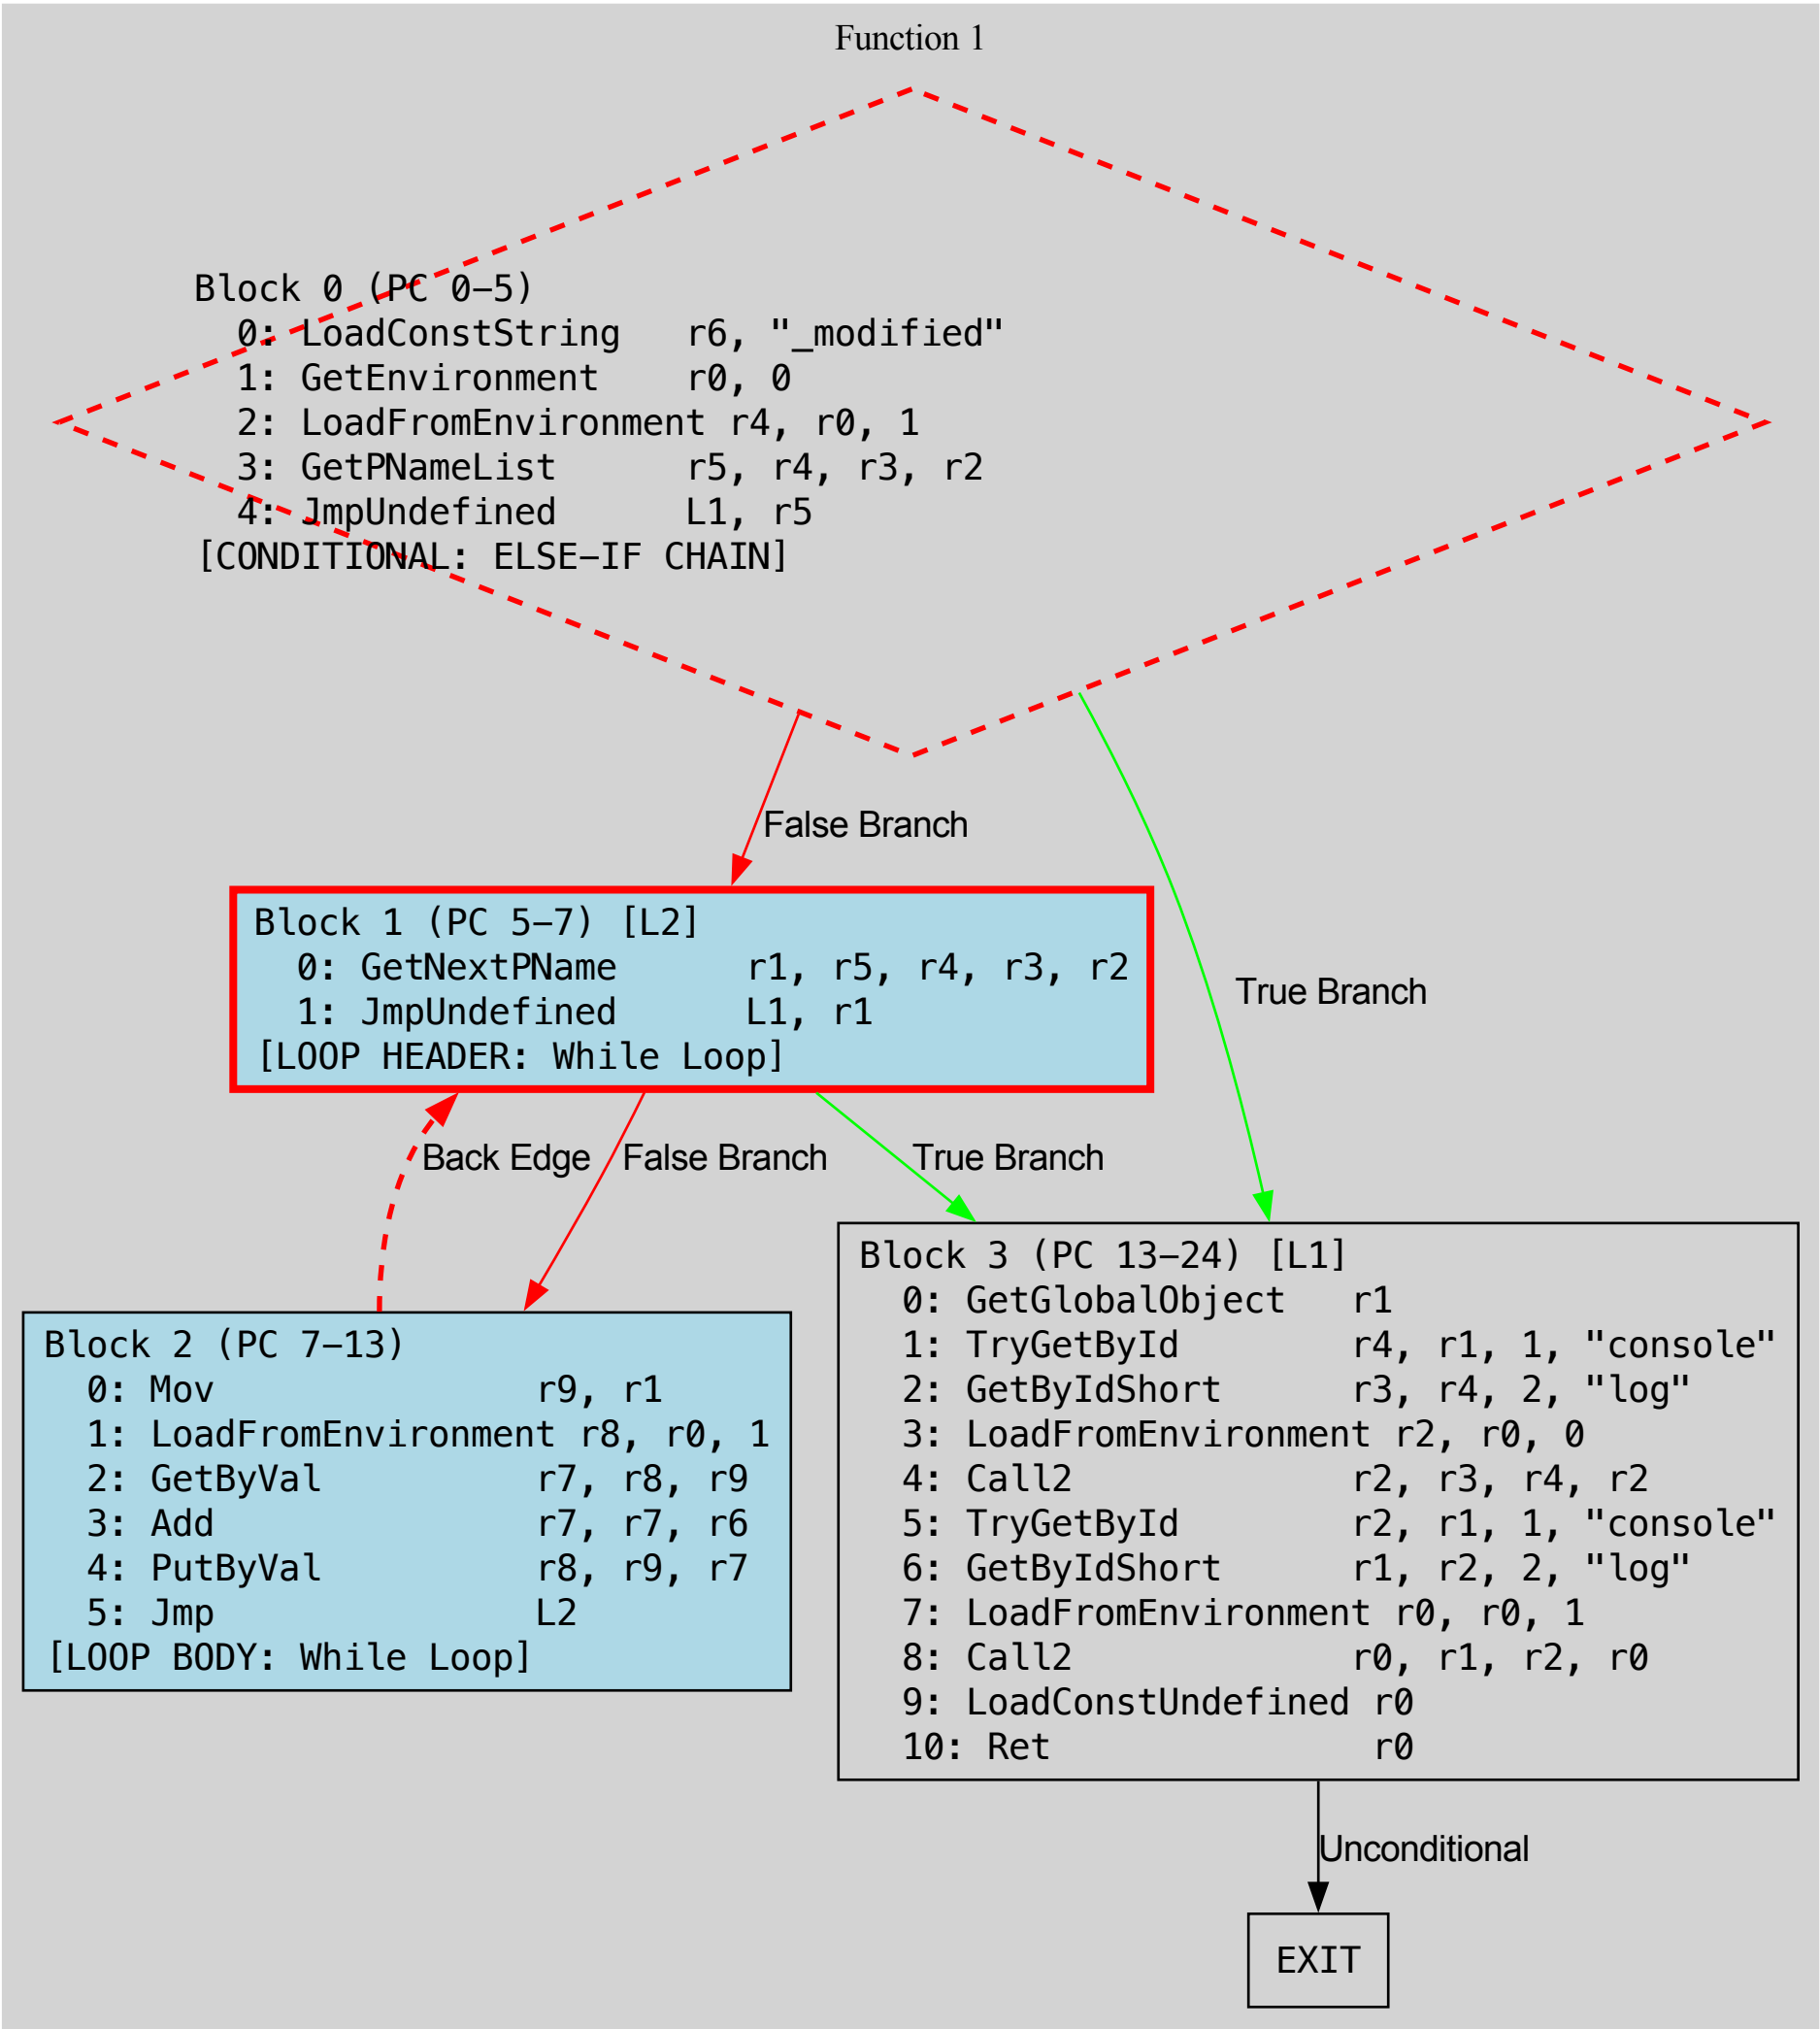 Function 1
Block 0 (PC 0–5)
  0: LoadConstString   r6, "_modified"
  1: GetEnvironment    r0, 0
  2: LoadFromEnvironment r4, r0, 1
  3: GetPNameList      r5, r4, r3, r2
  4: JmpUndefined      L1, r5
[CONDITIONAL: ELSE–IF CHAIN]
False Branch
Block 1 (PC 5–7) [L2]
  0: GetNextPName      r1, r5, r4, r3, r2
  1: JmpUndefined      L1, r1
[LOOP HEADER: While Loop]
True Branch
Back Edge
False Branch
True Branch
Block 2 (PC 7–13)
  0: Mov               r9, r1
  1: LoadFromEnvironment r8, r0, 1
  2: GetByVal          r7, r8, r9
  3: Add               r7, r7, r6
  4: PutByVal          r8, r9, r7
  5: Jmp               L2
[LOOP BODY: While Loop]
Block 3 (PC 13–24) [L1]
  0: GetGlobalObject   r1
  1: TryGetById        r4, r1, 1, "console"
  2: GetByIdShort      r3, r4, 2, "log"
  3: LoadFromEnvironment r2, r0, 0
  4: Call2             r2, r3, r4, r2
  5: TryGetById        r2, r1, 1, "console"
  6: GetByIdShort      r1, r2, 2, "log"
  7: LoadFromEnvironment r0, r0, 1
  8: Call2             r0, r1, r2, r0
  9: LoadConstUndefined r0
  10: Ret               r0
Unconditional
EXIT